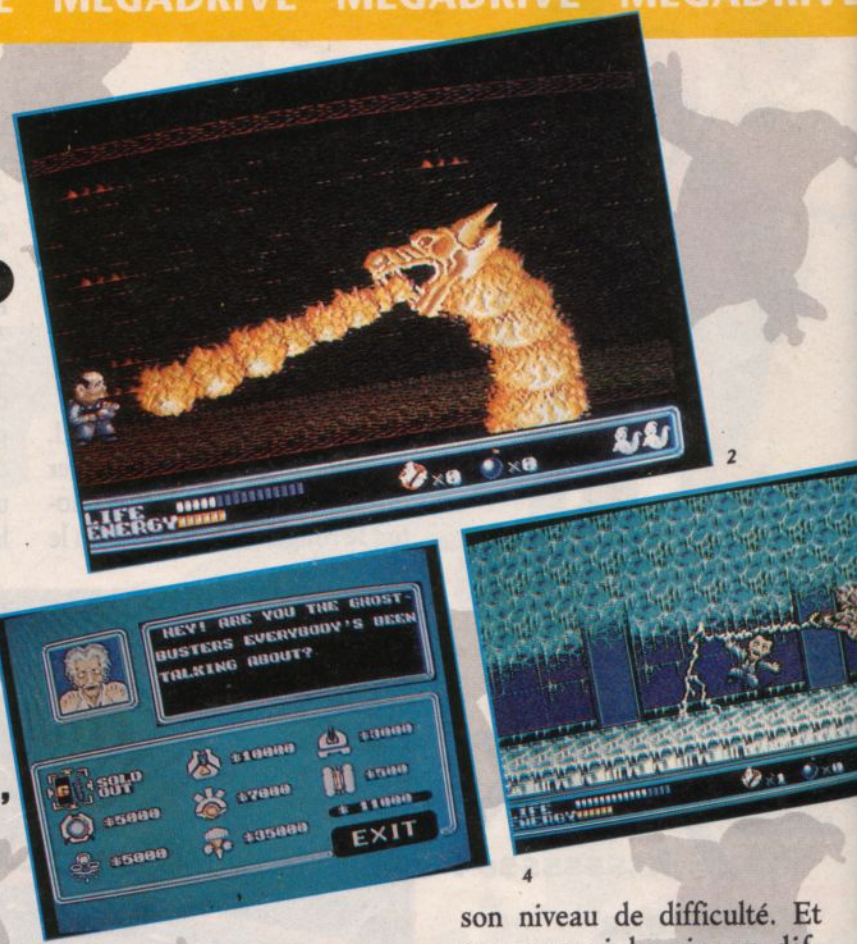 MEGADRIVE MEGADRIVE MEGADRIVE
×0 ×0
LIFE
ENERGY
2
HEY! ARE YOU THE GHOST-
BUSTERS EVERYBODY'S BEEN
TALKING ABOUT?
SOLD
OUT
$10000
$3000
$5000
$7000
$500
$5000
$35000
$ 11000
EXIT
×1 ×0
LIFE
ENERGY
4
son niveau de difficulté. Et